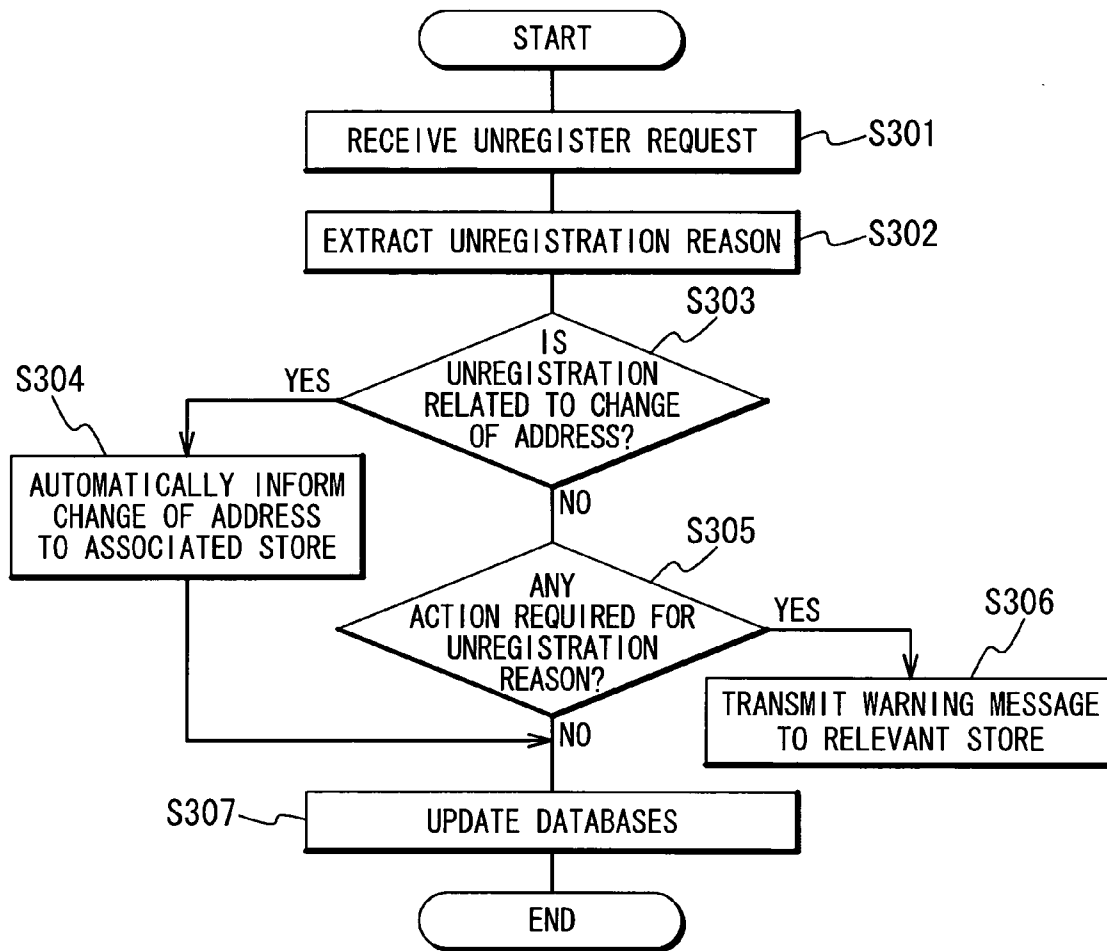 START
RECEIVE UNREGISTER REQUEST
S301
EXTRACT UNREGISTRATION REASON
S302
S303
IS
UNREGISTRATION
RELATED TO CHANGE
OF ADDRESS?
YES
S304
AUTOMATICALLY INFORM
CHANGE OF ADDRESS
TO ASSOCIATED STORE
NO
S305
ANY
ACTION REQUIRED FOR
UNREGISTRATION
REASON?
YES
S306
TRANSMIT WARNING MESSAGE
TO RELEVANT STORE
NO
S307
UPDATE DATABASES
END